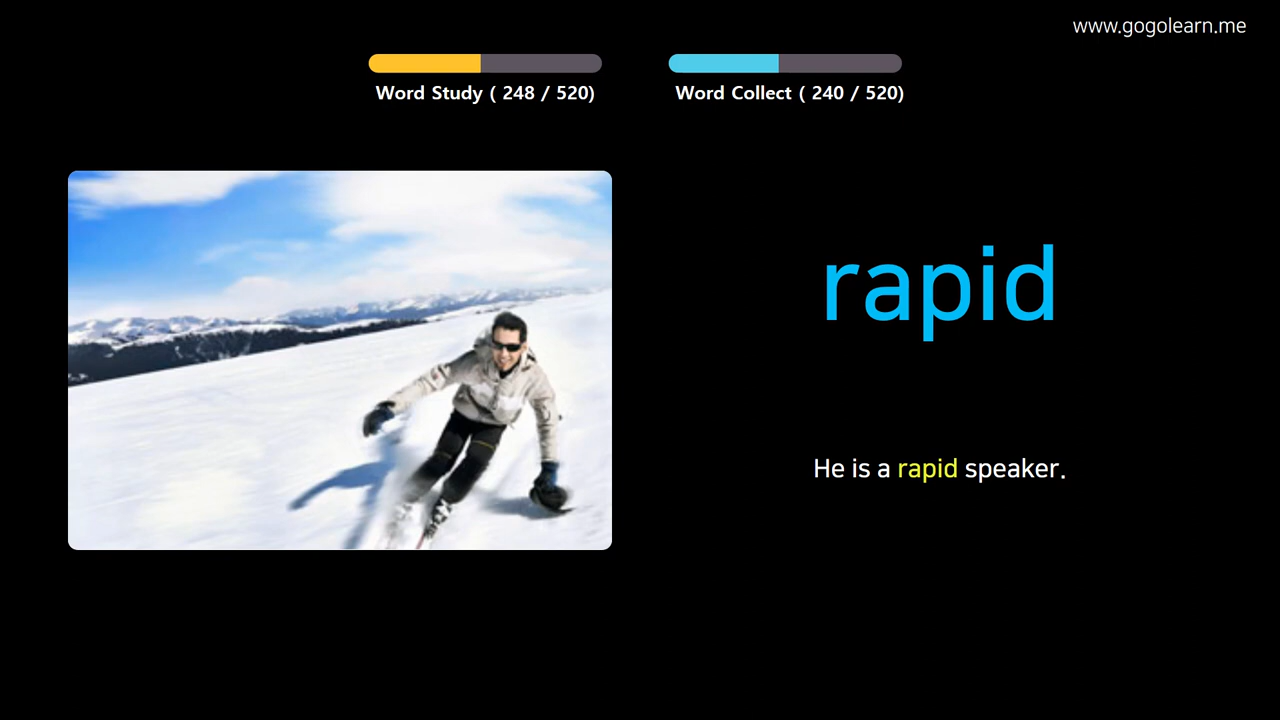 www.gogolearn.me
Word Study ( 248 / 520)
Word Collect ( 240 / 520)
rapid
He is a rapid speaker.